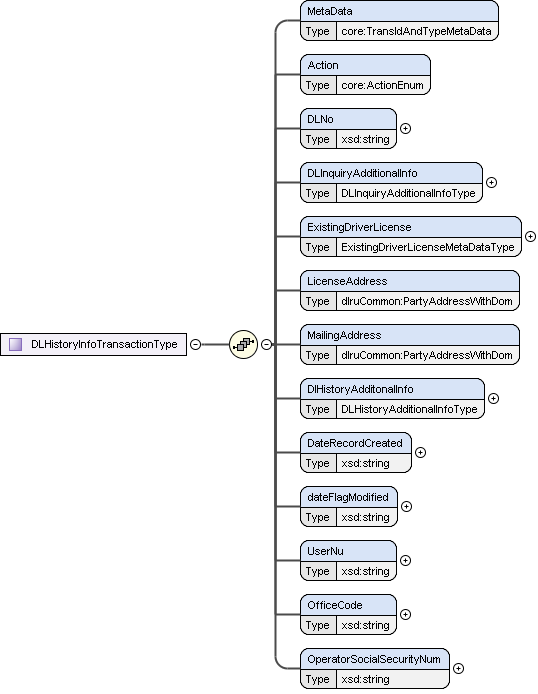 MetaData
Type core:TransIdAndTypeMetaData
Action
Type core:ActionEnum
DLNo
Type xsd:string
DLInquiryAdditionalInfo
Type DLInquiryAdditionalInfoType
ExistingDriverLicense
Type ExistingDriverLicenseMetaDataType
LicenseAddress
Type dlruCommon:PartyAddressWithDom
DLHistoryInfoTransactionType
MailingAddress
Type dlruCommon:PartyAddressWithDom
DlHistoryAdditonalInfo
Type DLHistoryAdditionalInfoType
DateRecordCreated
Type xsd:string
dateFlagModified
Type xsd:string
UserNu
Type xsd:string
OfficeCode
Type xsd:string
OperatorSocialSecurityNum
Type xsd:string